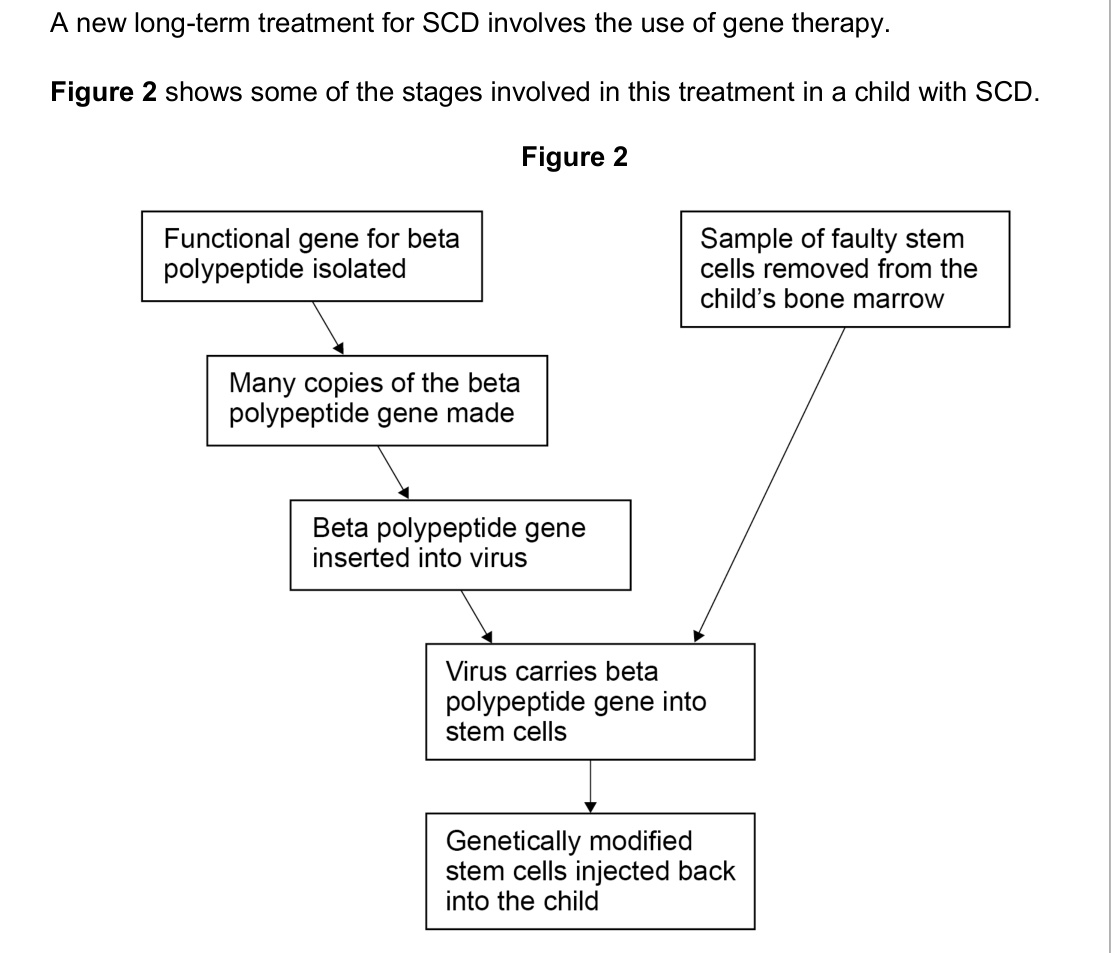 A new long-term treatment for SCD involves the use of gene therapy.
Figure 2 shows some of the stages involved in this treatment in a child with SCD.
Figure 2
Functional gene for beta
polypeptide isolated
Sample of faulty stem
cells removed from the
child's bone marrow
Many copies of the beta
polypeptide gene made
Beta polypeptide gene
inserted into virus
Virus carries beta
polypeptide gene into
stem cells
Genetically modified
stem cells injected back
into the child